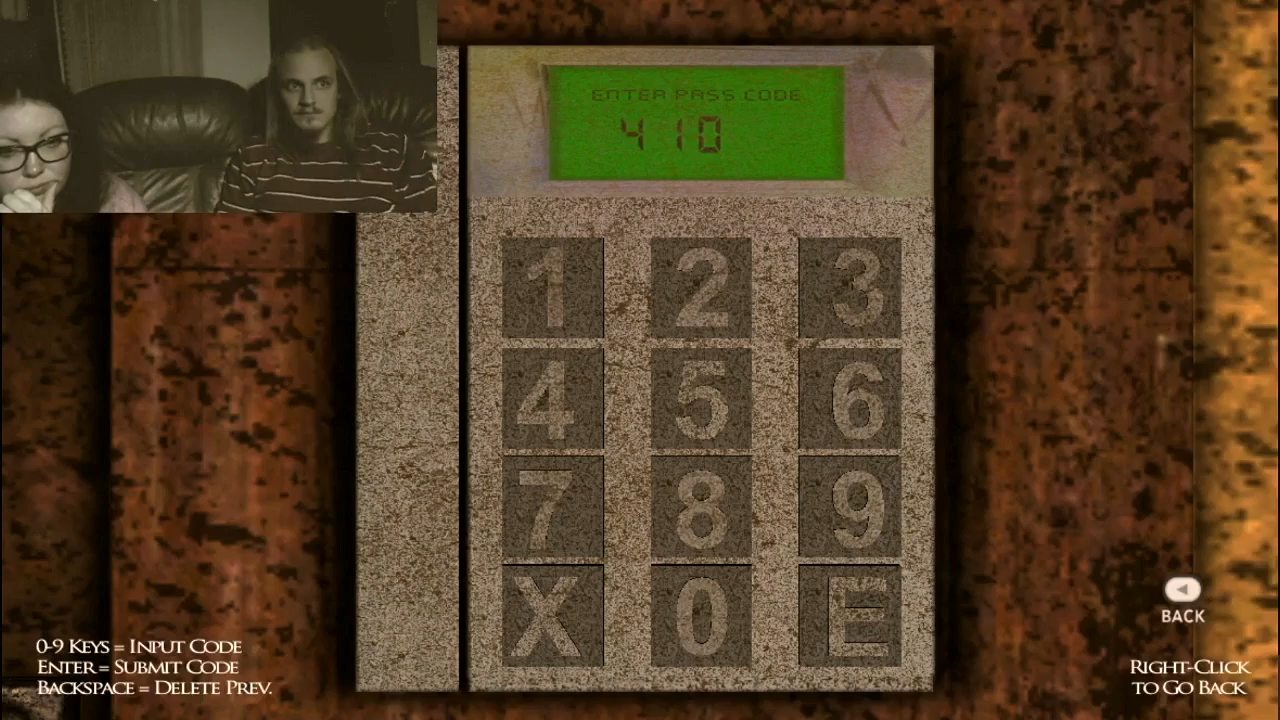 ENTER PASS CODE
410
1 2 3
4 5 6
7 8 9
X 0 E
BACK
0-9 KEYS = INPUT CODE
ENTER = SUBMIT CODE
BACKSPACE = DELETE PREV.
RIGHT-CLICK
TO GO BACK